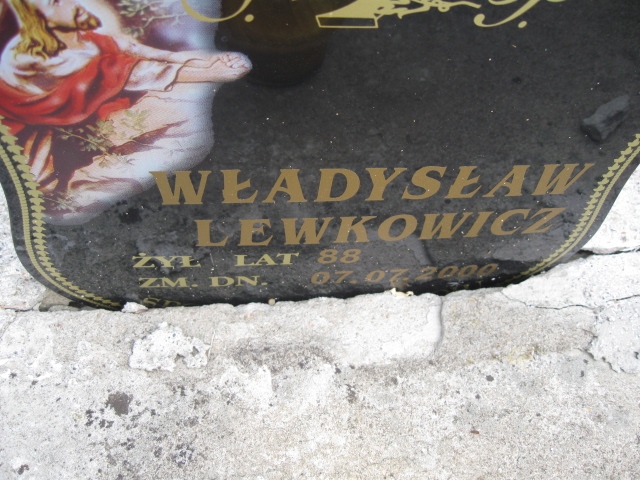 Ś. P.
WŁADYSŁAW
LEWKOWICZ
ŻYŁ LAT 88
ZM. DN. 07.07.2000